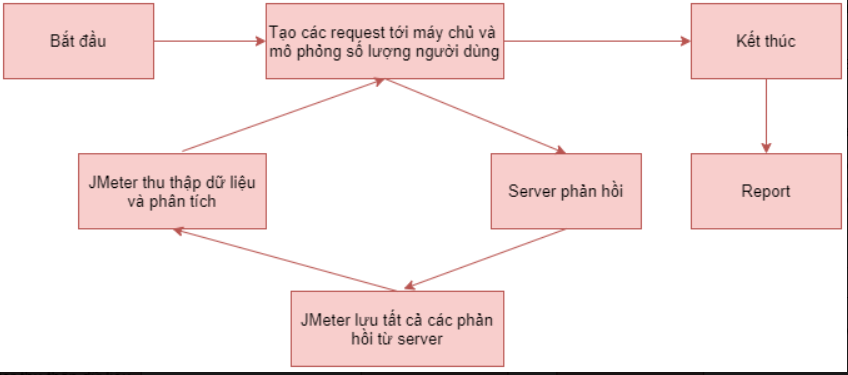 Bắt đầu
Tạo các request tới máy chủ và
mô phỏng số lượng người dùng
Kết thúc
JMeter thu thập dữ liệu
và phân tích
Server phản hồi
Report
JMeter lựu tất cả các phản
hồi từ server